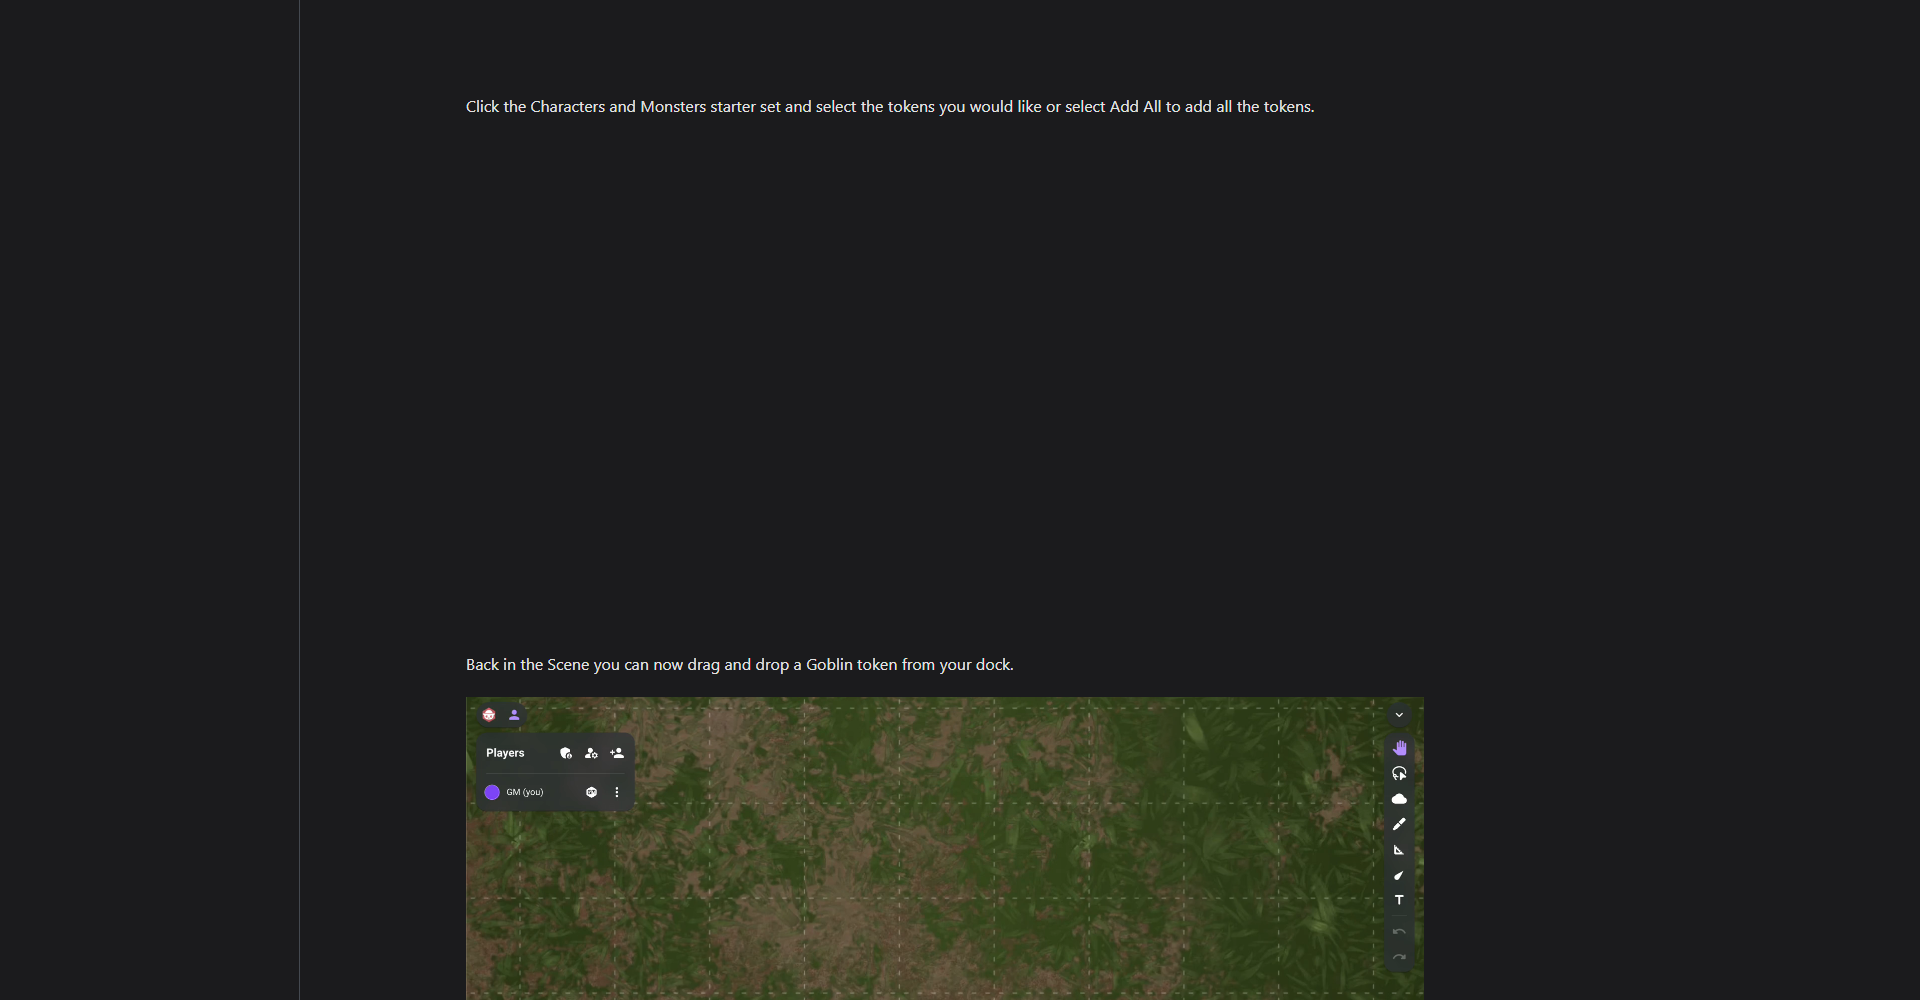 Click the Characters and Monsters starter set and select the tokens you would like or select Add All to add all the tokens.
Back in the Scene you can now drag and drop a Goblin token from your dock.
Players
GM (you)